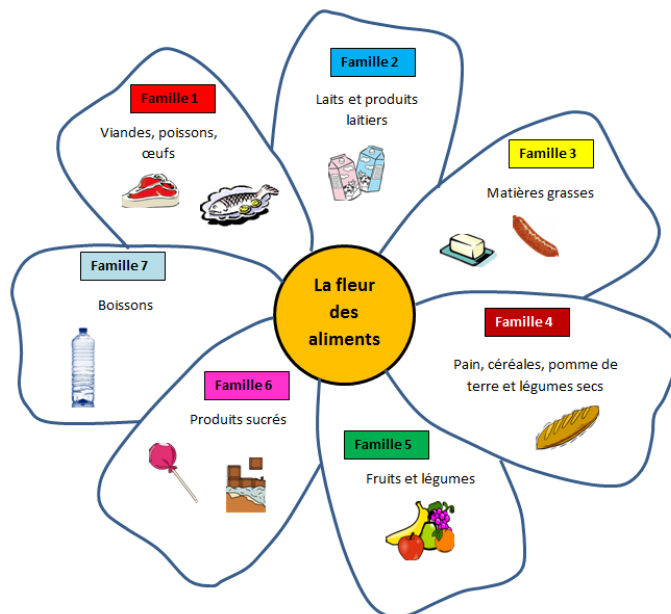 Famille 1
Viandes, poissons,
œufs
Famille 2
Laits et produits
laitiers
Famille 3
Matières grasses
Famille 4
Pain, céréales, pomme de
terre et légumes secs
Famille 5
Fruits et légumes
Famille 6
Produits sucrés
Famille 7
Boissons
La fleur
des
aliments